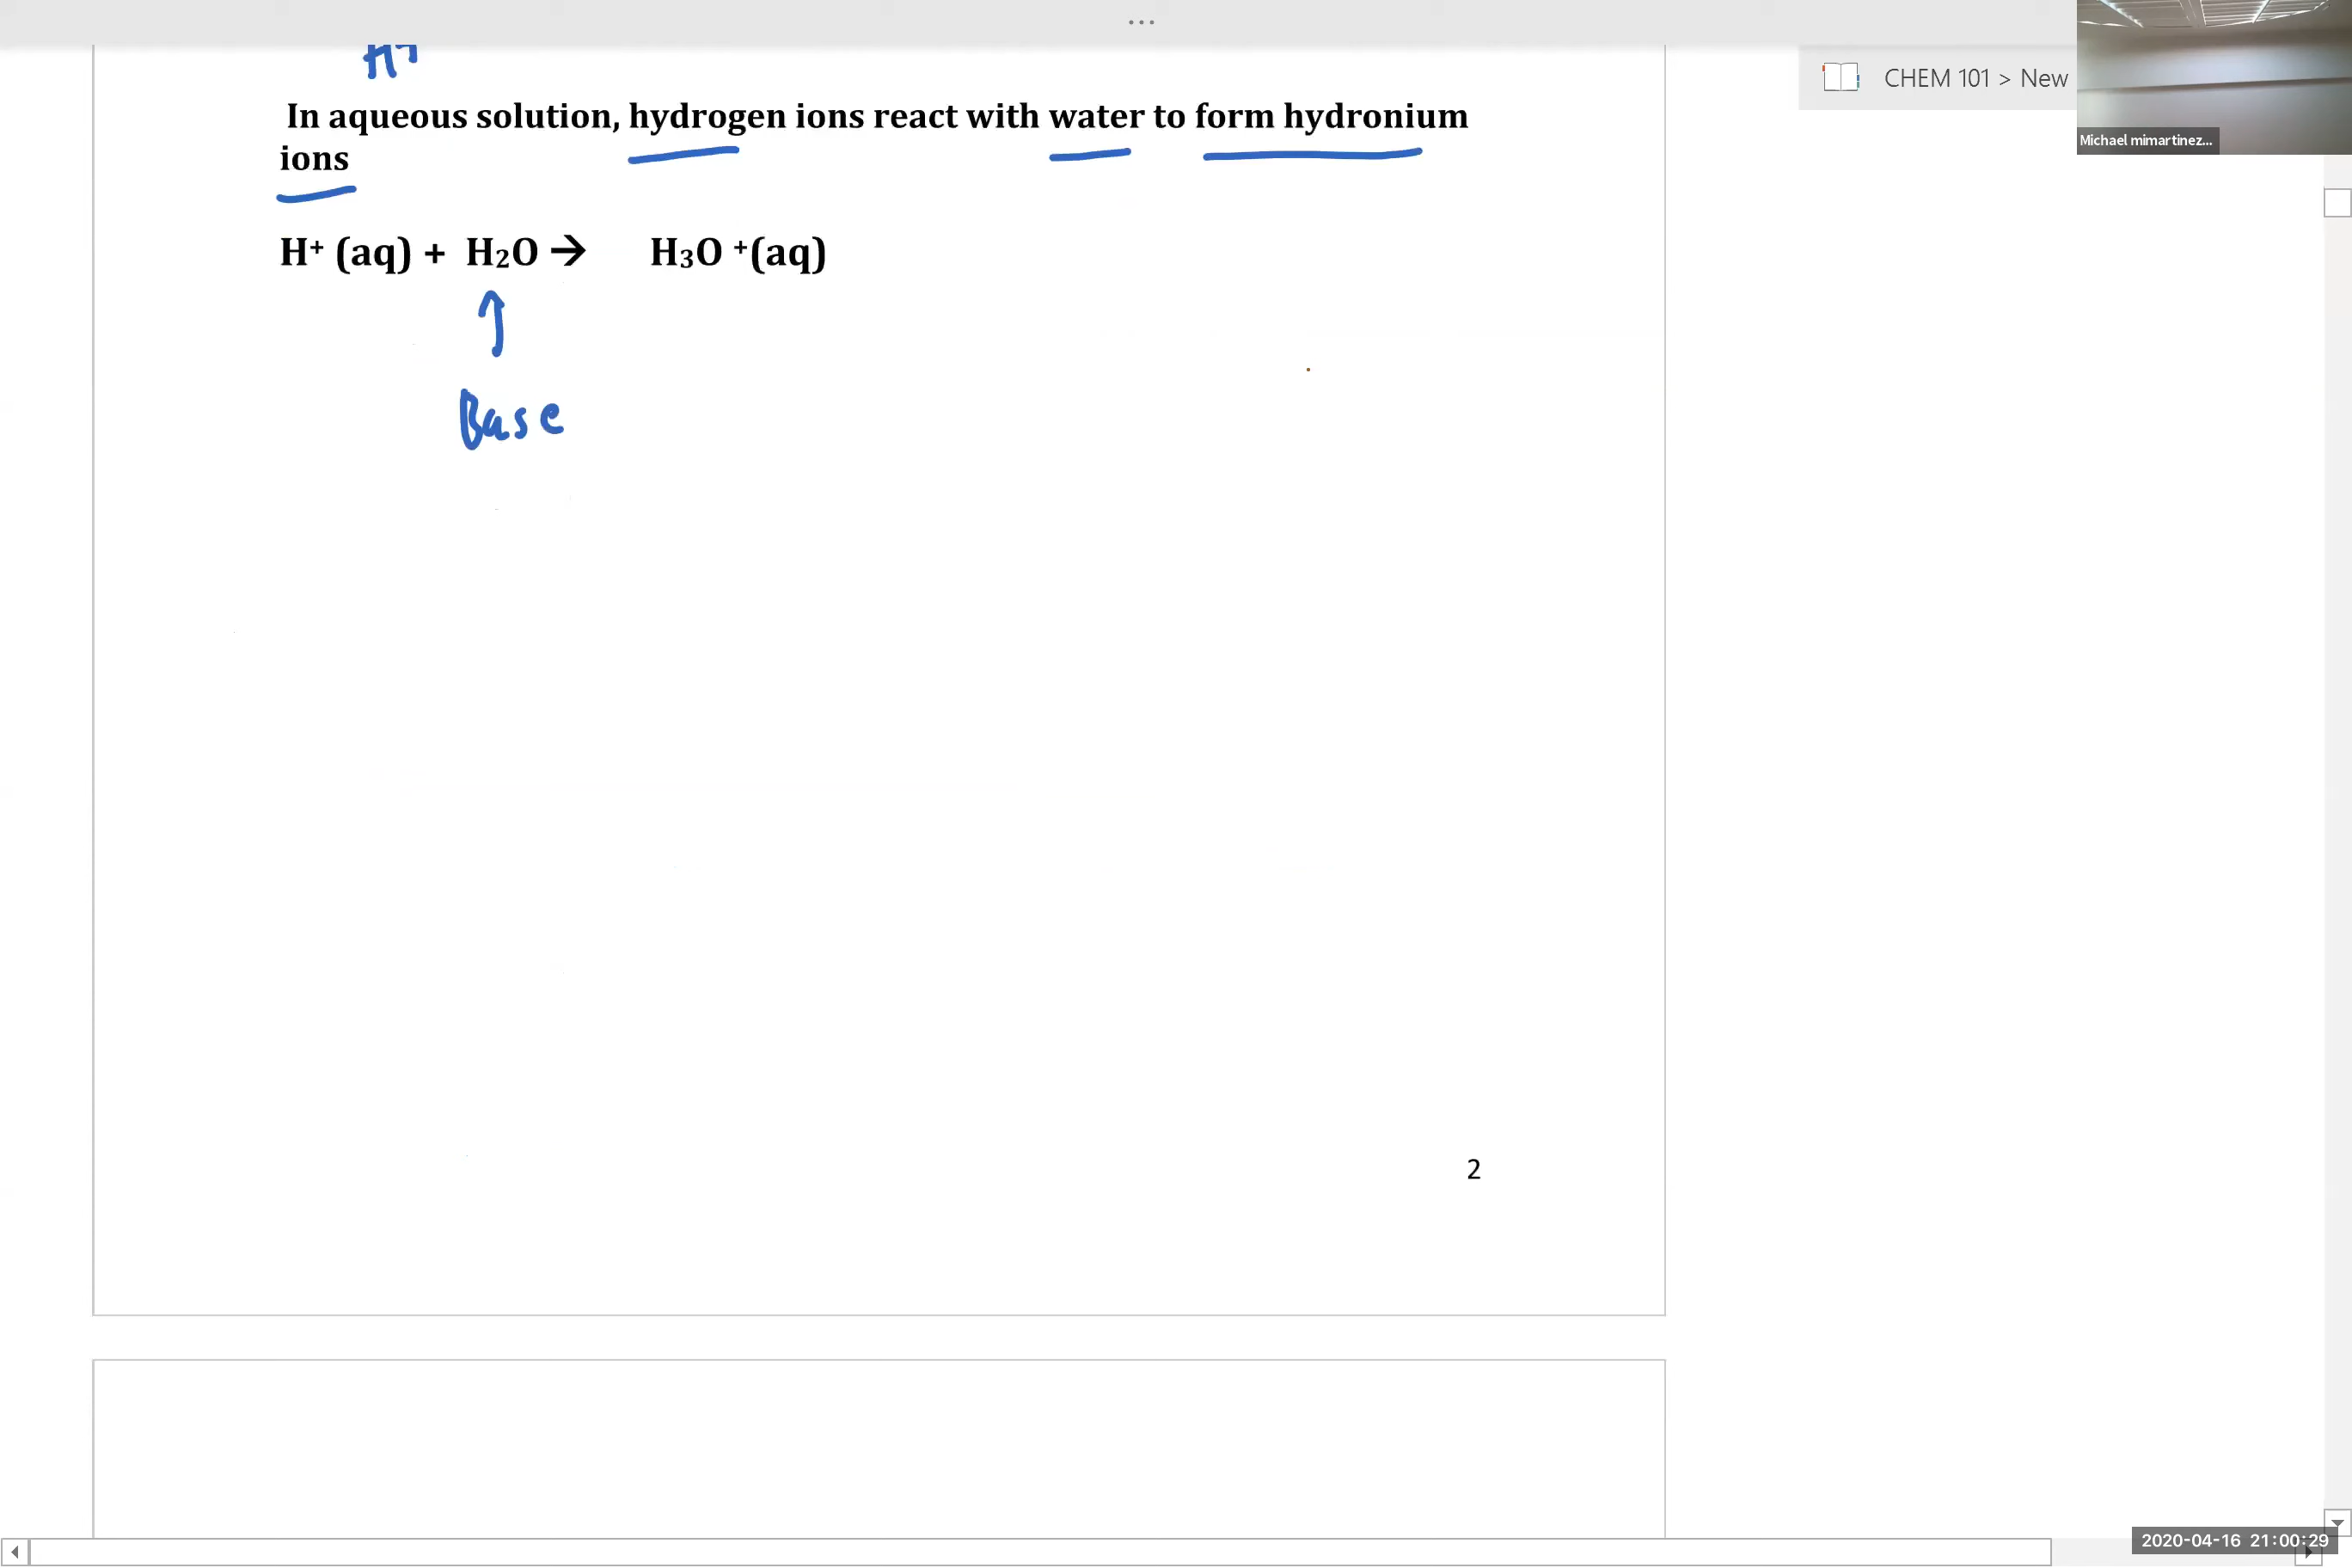 CHEM 101 > New
Michael mimartinez...
In aqueous solution, hydrogen ions react with water to form hydronium
ions
H⁺ (aq) + H₂O → H₃O ⁺(aq)
Base
2
2020-04-16 21:00:29